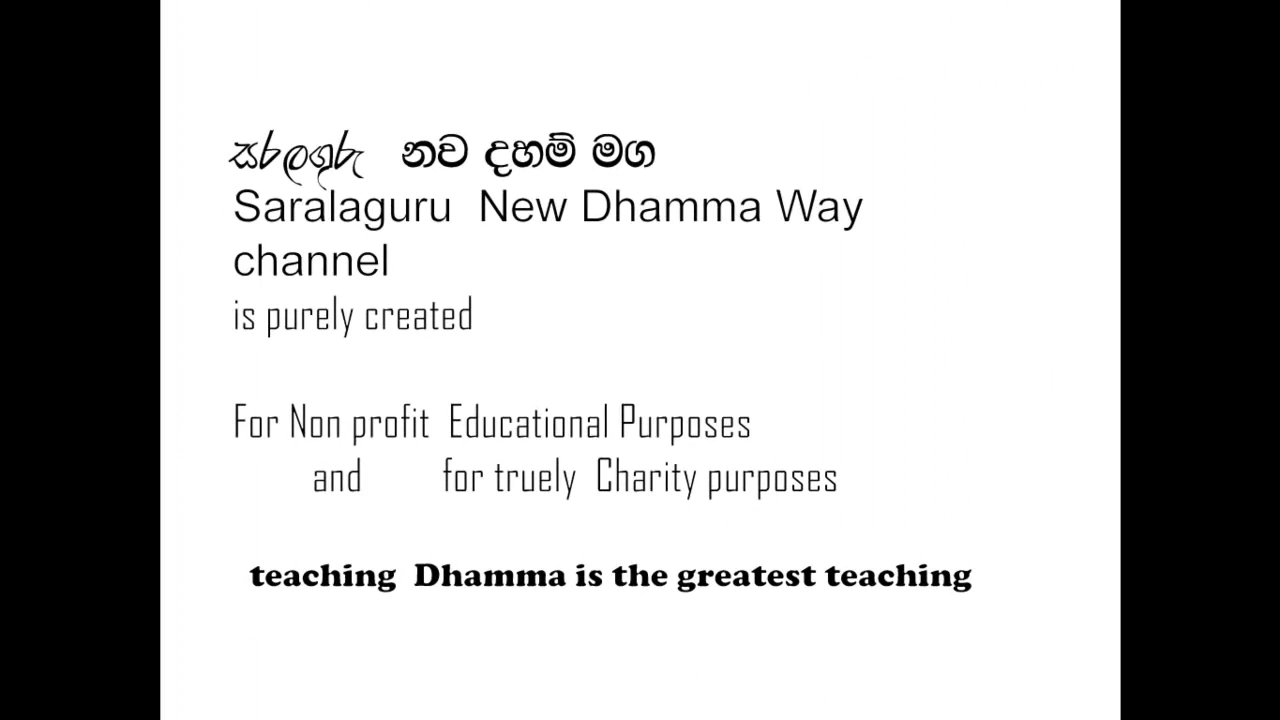 සරලගුරු නව දහම් මග
Saralaguru New Dhamma Way
channel
is purely created
For Non profit Educational Purposes
and for truely Charity purposes
teaching Dhamma is the greatest teaching